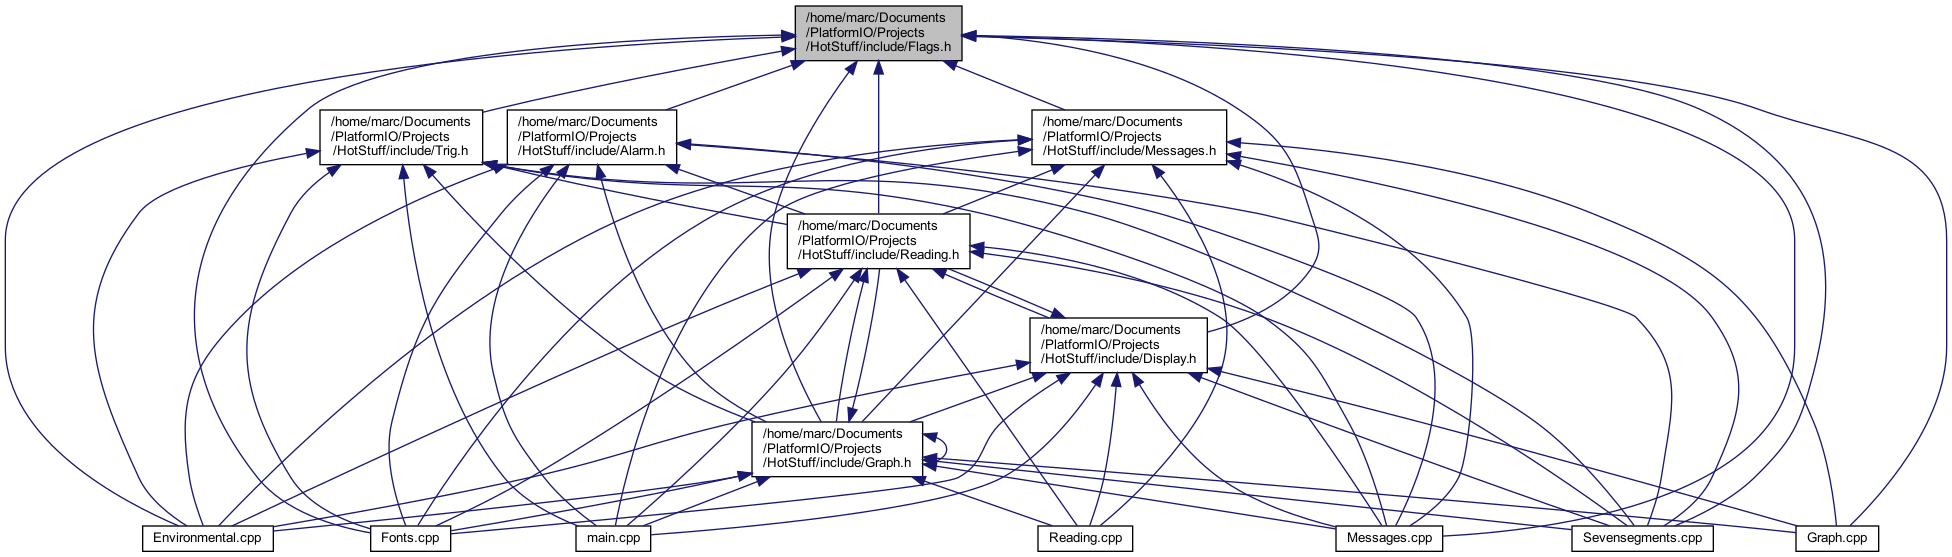 /home/marc/Documents
/PlatformIO/Projects
/HotStuff/include/Flags.h
/home/marc/Documents
/PlatformIO/Projects
/HotStuff/include/Trig.h
/home/marc/Documents
/PlatformIO/Projects
/HotStuff/include/Alarm.h
/home/marc/Documents
/PlatformIO/Projects
/HotStuff/include/Messages.h
/home/marc/Documents
/PlatformIO/Projects
/HotStuff/include/Reading.h
/home/marc/Documents
/PlatformIO/Projects
/HotStuff/include/Display.h
/home/marc/Documents
/PlatformIO/Projects
/HotStuff/include/Graph.h
Environmental.cpp
Fonts.cpp
main.cpp
Reading.cpp
Messages.cpp
Sevensegments.cpp
Graph.cpp